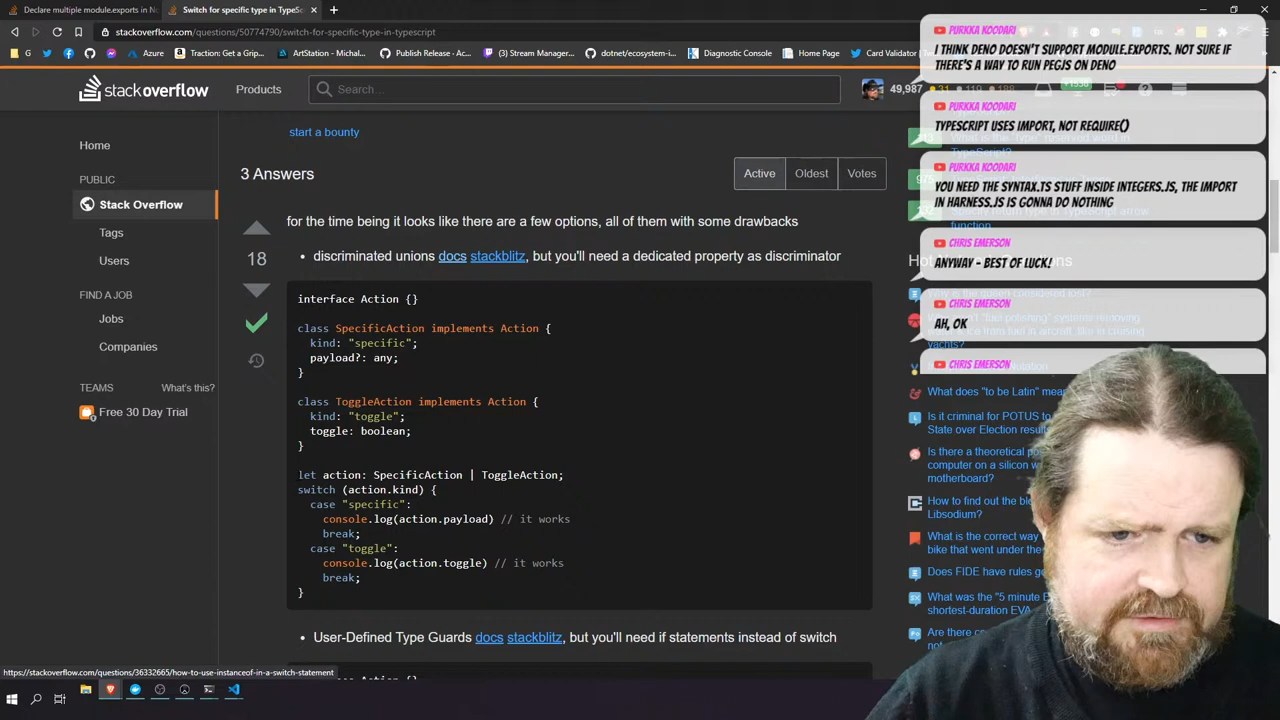 Declare multiple module.exports in No
Switch for specific type in TypeSc
stackoverflow.com/questions/50774790/switch-for-specific-type-in-typescript
G
Azure
Traction: Get a Grip...
ArtStation - Michal...
Publish Release - Ac...
(3) Stream Manager...
dotnet/ecosystem-i...
Diagnostic Console
Home Page
Card Validator
stackoverflow
Products
Search...
49,987
31
119
188
+1538
Home
PUBLIC
Stack Overflow
Tags
Users
FIND A JOB
Jobs
Companies
TEAMS
What's this?
Free 30 Day Trial
start a bounty
3 Answers
Active
Oldest
Votes
18
for the time being it looks like there are a few options, all of them with some drawbacks
• discriminated unions docs stackblitz, but you'll need a dedicated property as discriminator
interface Action {}
class SpecificAction implements Action {
kind: "specific";
payload?: any;
}
class ToggleAction implements Action {
kind: "toggle";
toggle: boolean;
}
let action: SpecificAction | ToggleAction;
switch (action.kind) {
case "specific":
console.log(action.payload) // it works
break;
case "toggle":
console.log(action.toggle) // it works
break;
}
• User-Defined Type Guards docs stackblitz, but you'll need if statements instead of switch
https://stackoverflow.com/questions/36332665/how-to-use-instanceof-in-a-switch-statement
PURKKA KOODARI
I THINK DENO DOESN'T SUPPORT MODULE.EXPORTS. NOT SURE IF
THERE'S A WAY TO RUN PEGJS ON DENO
PURKKA KOODARI
TYPESCRIPT USES IMPORT, NOT REQUIRE()
PURKKA KOODARI
YOU NEED THE SYNTAX.TS STUFF INSIDE INTEGERS.JS, THE IMPORT
IN HARNESS.JS IS GONNA DO NOTHING
CHRIS EMERSON
ANYWAY - BEST OF LUCK!
CHRIS EMERSON
AH, OK
CHRIS EMERSON
What does "to be Latin" mea
Is it criminal for POTUS to
State over Election results
Is there a theoretical
computer on a silicon w
motherboard?
How to find out the
Libsodium?
What is the correct way
bike that went under the
Does FIDE have rules
What was the "5 minute
shortest-duration EVA
Are there